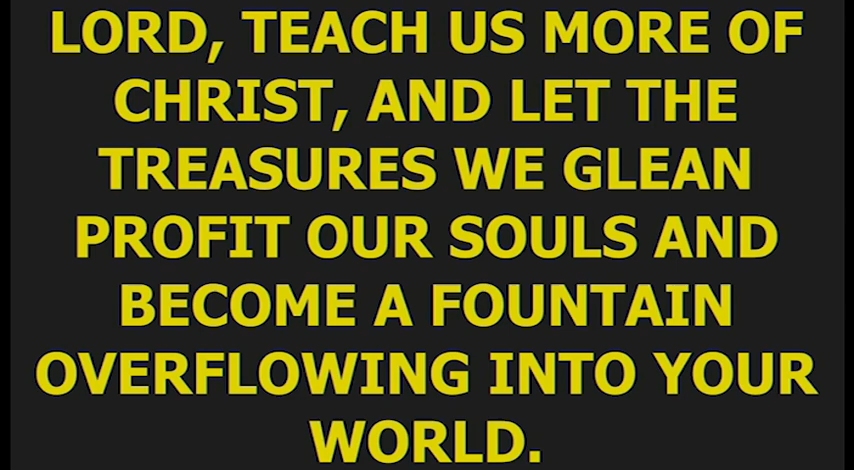 LORD, TEACH US MORE OF
CHRIST, AND LET THE
TREASURES WE GLEAN
PROFIT OUR SOULS AND
BECOME A FOUNTAIN
OVERFLOWING INTO YOUR
WORLD.